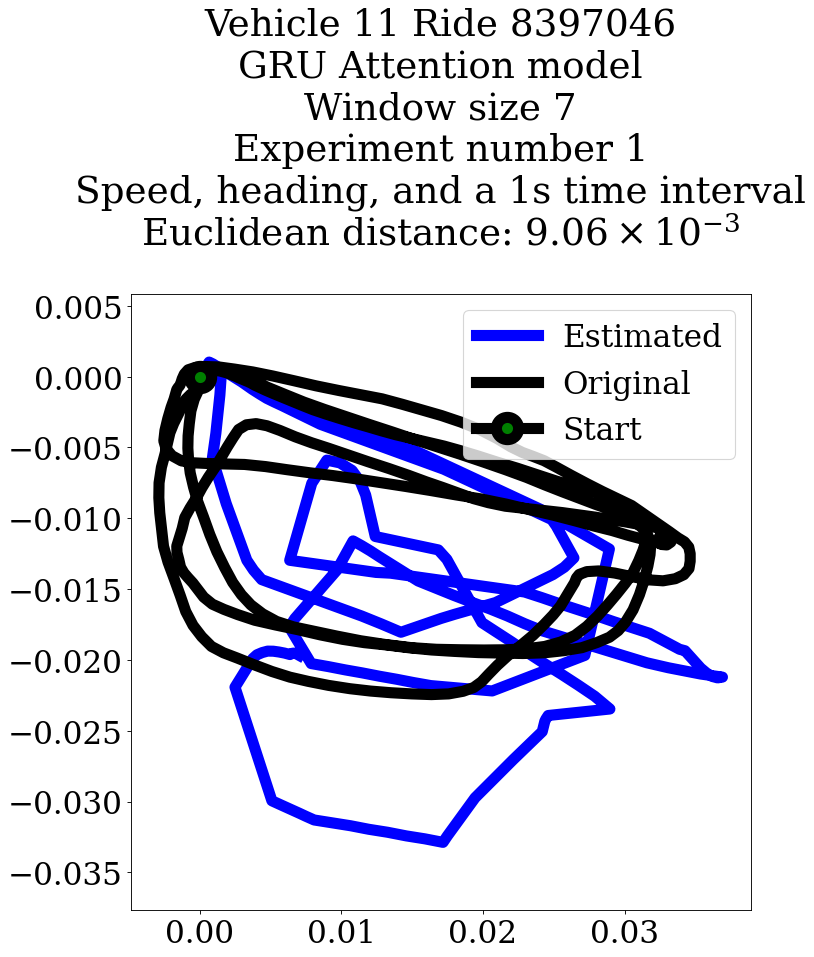 Vehicle 11 Ride 8397046
GRU Attention model
Window size 7
Experiment number 1
Speed, heading, and a 1s time interval
Euclidean distance: 9.06 × 10⁻³
Estimated
Original
Start
0.005
0.000
−0.005
−0.010
−0.015
−0.020
−0.025
−0.030
−0.035
0.00 0.01 0.02 0.03